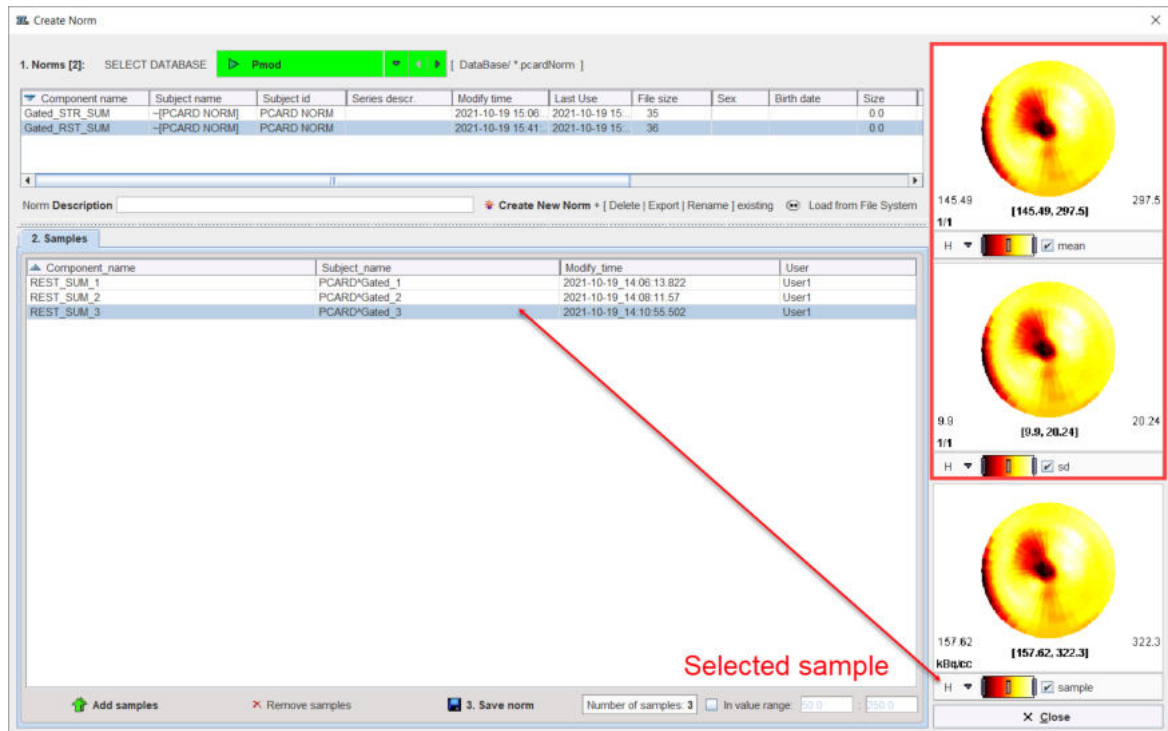 Create Norm
1. Norms [2]: SELECT DATABASE Pmod [ DataBase/ *.pcardNorm ]
Component name Subject name Subject id Series descr. Modify time Last Use File size Sex Birth date Size
Gated_STR_SUM ~[PCARD NORM] PCARD NORM 2021-10-19 15:06:.. 2021-10-19 15:.. 35 0.0
Gated_RST_SUM ~[PCARD NORM] PCARD NORM 2021-10-19 15:41:.. 2021-10-19 15:.. 36 0.0
Norm Description Create New Norm + [ Delete | Export | Rename ] existing Load from File System
2. Samples
Component_name Subject_name Modify_time User
REST_SUM_1 PCARD^Gated_1 2021-10-19_14:06:13.822 User1
REST_SUM_2 PCARD^Gated_2 2021-10-19_14:08:11.57 User1
REST_SUM_3 PCARD^Gated_3 2021-10-19_14:10:55.502 User1
Selected sample
Add samples Remove samples 3. Save norm Number of samples: 3 In value range: 50.0 : 250.0
145.49 [145.49, 297.5] 297.5
1/1
H mean
9.9 [9.9, 20.24] 20.24
1/1
H sd
157.62 [157.62, 322.3] 322.3
kBq/cc
H sample
Close